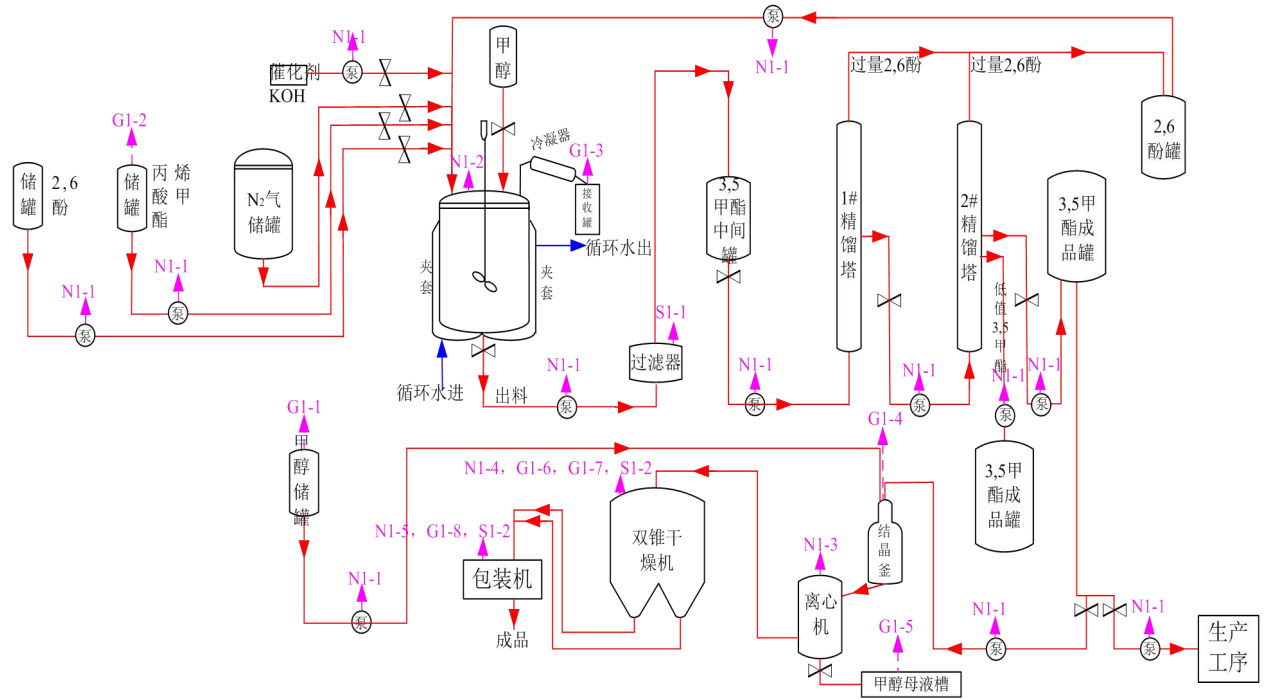 泵
N1-1
N1-1
催化剂
KOH
泵
甲
醇
过量2,6酚
过量2,6酚
G1-2
冷凝器
G1-3
N1-2
2,6
酚罐
储
罐
2,6
酚
储
罐
丙烯
酸甲
酯
N2气
储罐
接
收
罐
3,5
甲酯
中间
罐
1#
精
馏
塔
2#
精
馏
塔
3,5甲
酯成
品罐
循环水出
夹
套
夹
套
N1-1
泵
N1-1
泵
低
值
3,5
甲
酯
S1-1
过滤器
循环水进
出料
N1-1
泵
N1-1
泵
N1-1
泵
N1-1
泵
N1-1
泵
G1-1
甲
醇
储
罐
G1-4
3,5甲
酯成
品罐
N1-4，G1-6，G1-7，S1-2
双锥干
燥机
结
晶
釜
N1-5，G1-8，S1-2
包装机
成品
N1-3
离心
机
N1-1
泵
G1-5
甲醇母液槽
N1-1
泵
N1-1
泵
生产
工序